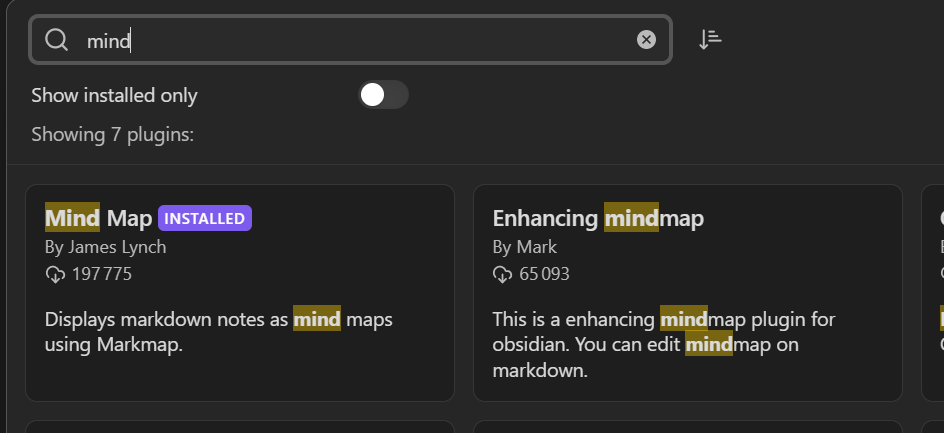 mind
Show installed only
Showing 7 plugins:
Mind Map INSTALLED
By James Lynch
197 775
Displays markdown notes as mind maps
using Markmap.
Enhancing mindmap
By Mark
65 093
This is a enhancing mindmap plugin for
obsidian. You can edit mindmap on
markdown.